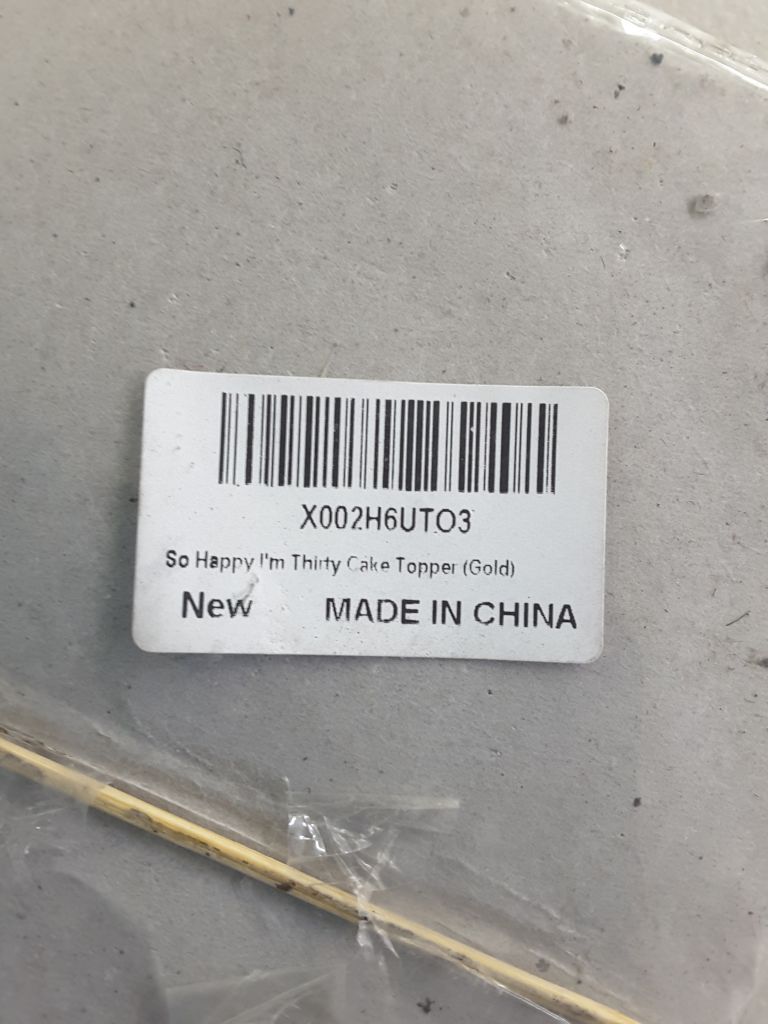 X002H6UTO3
So Happy I'm Thirty Cake Topper (Gold)
New MADE IN CHINA